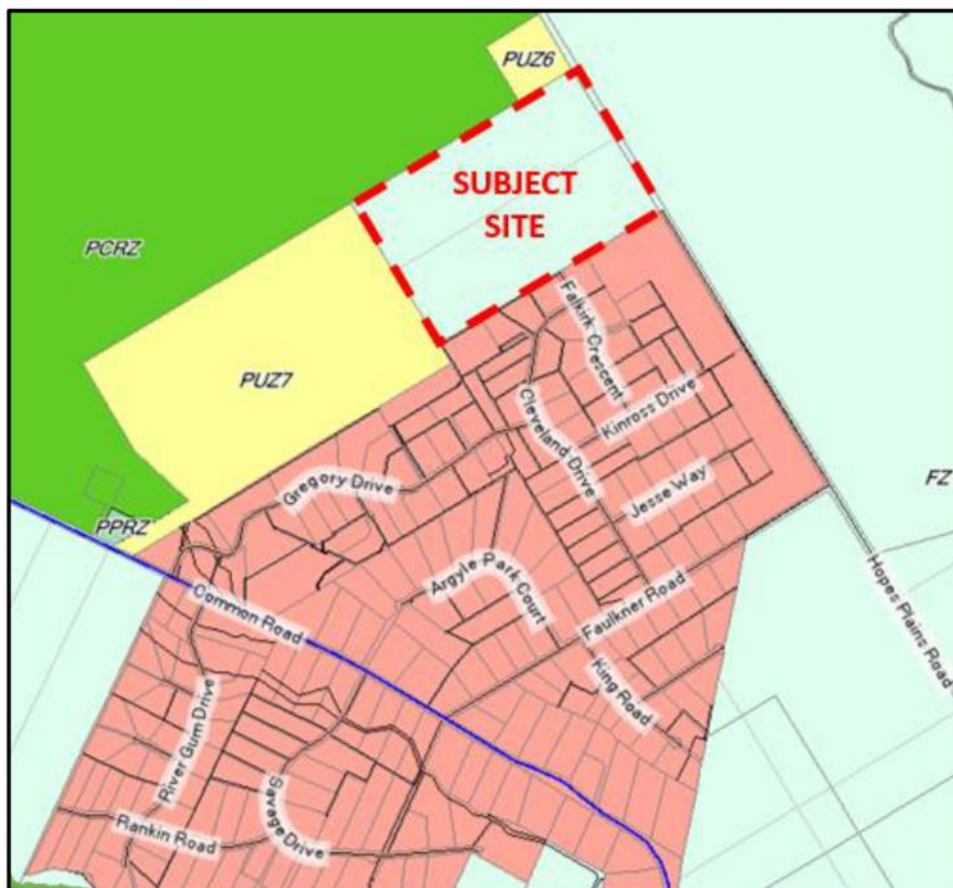 PUZ6
SUBJECT
SITE
PCRZ
PUZ7
Falkirk Crescent
Kinross Drive
Cleveland Drive
Gregory Drive
Jesse Way
FZ
PPRZ
Argyle Park Court
Faulkner Road
Hopes Plains Road
Common Road
King Road
River Gum Drive
Savage Drive
Rankin Road